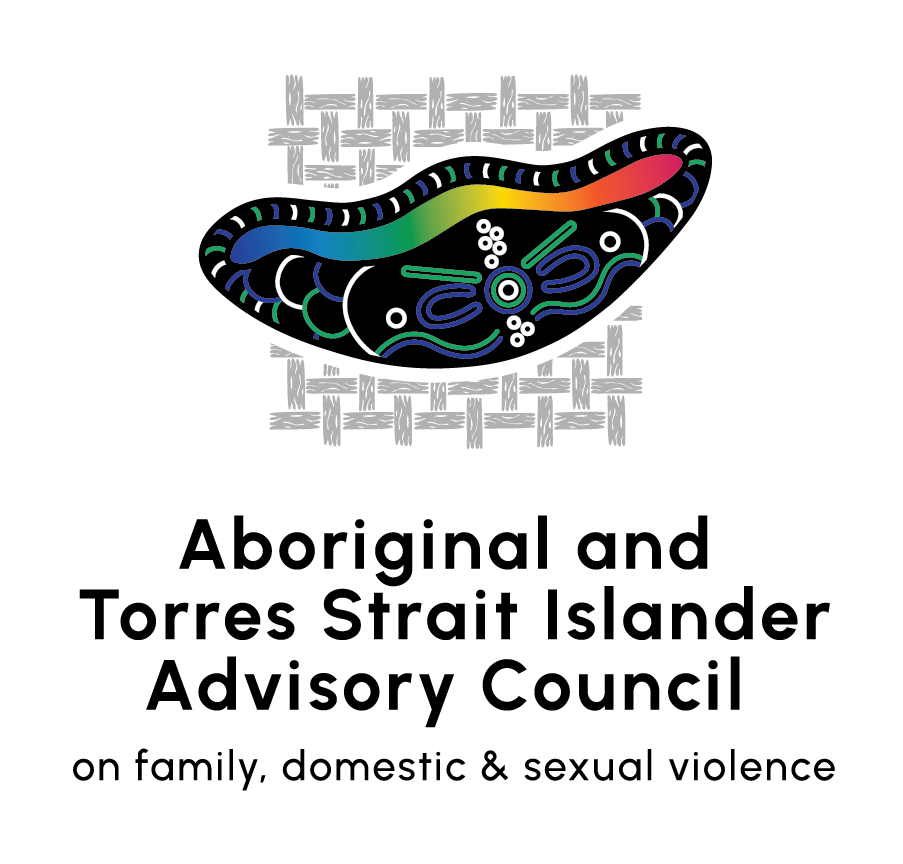 Aboriginal and
Torres Strait Islander
Advisory Council
on family, domestic & sexual violence